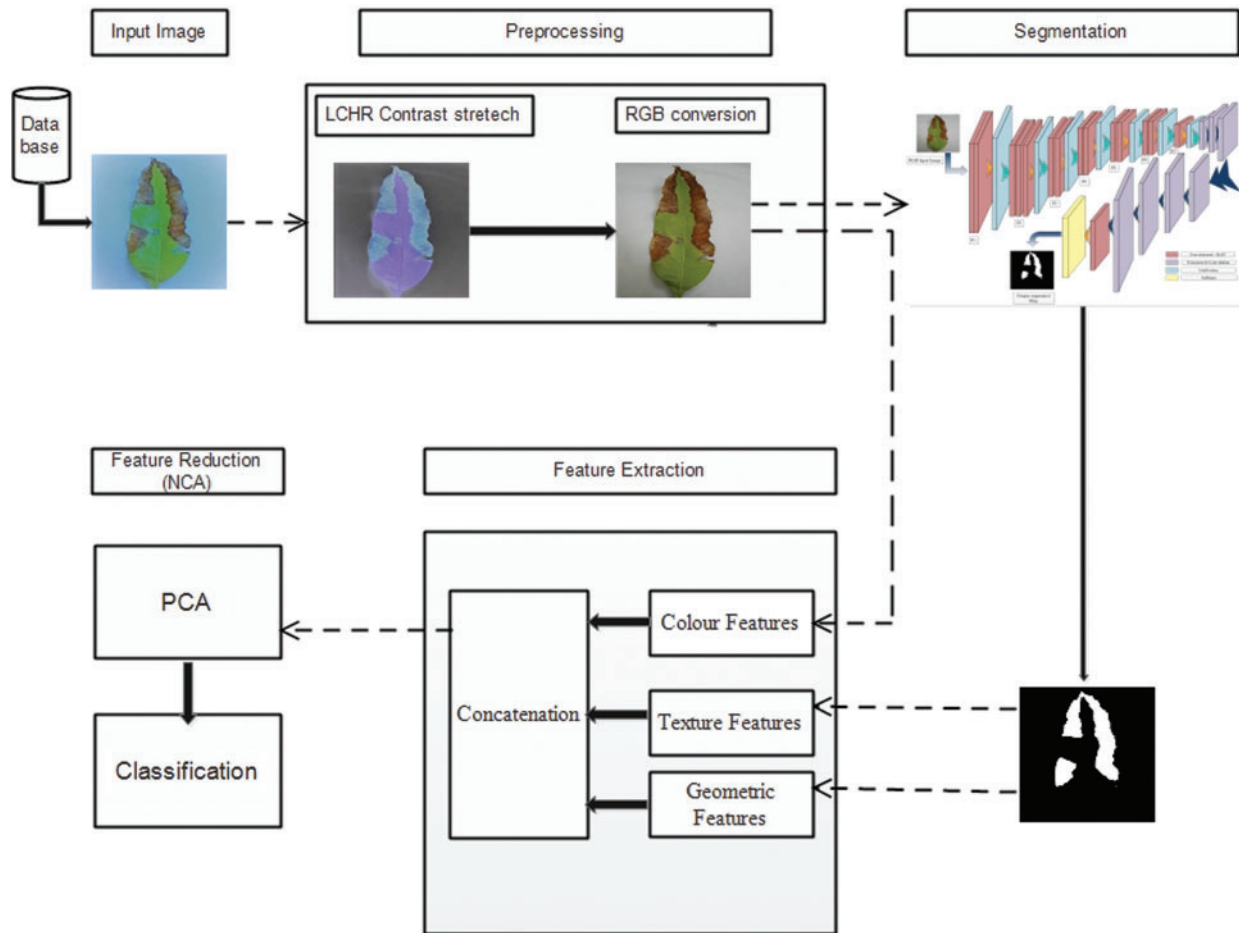 Input Image
Preprocessing
Segmentation
Data
base
LCHR Contrast stretech
RGB conversion
Feature Reduction
(NCA)
Feature Extraction
PCA
Classification
Concatenation
Colour Features
Texture Features
Geometric
Features